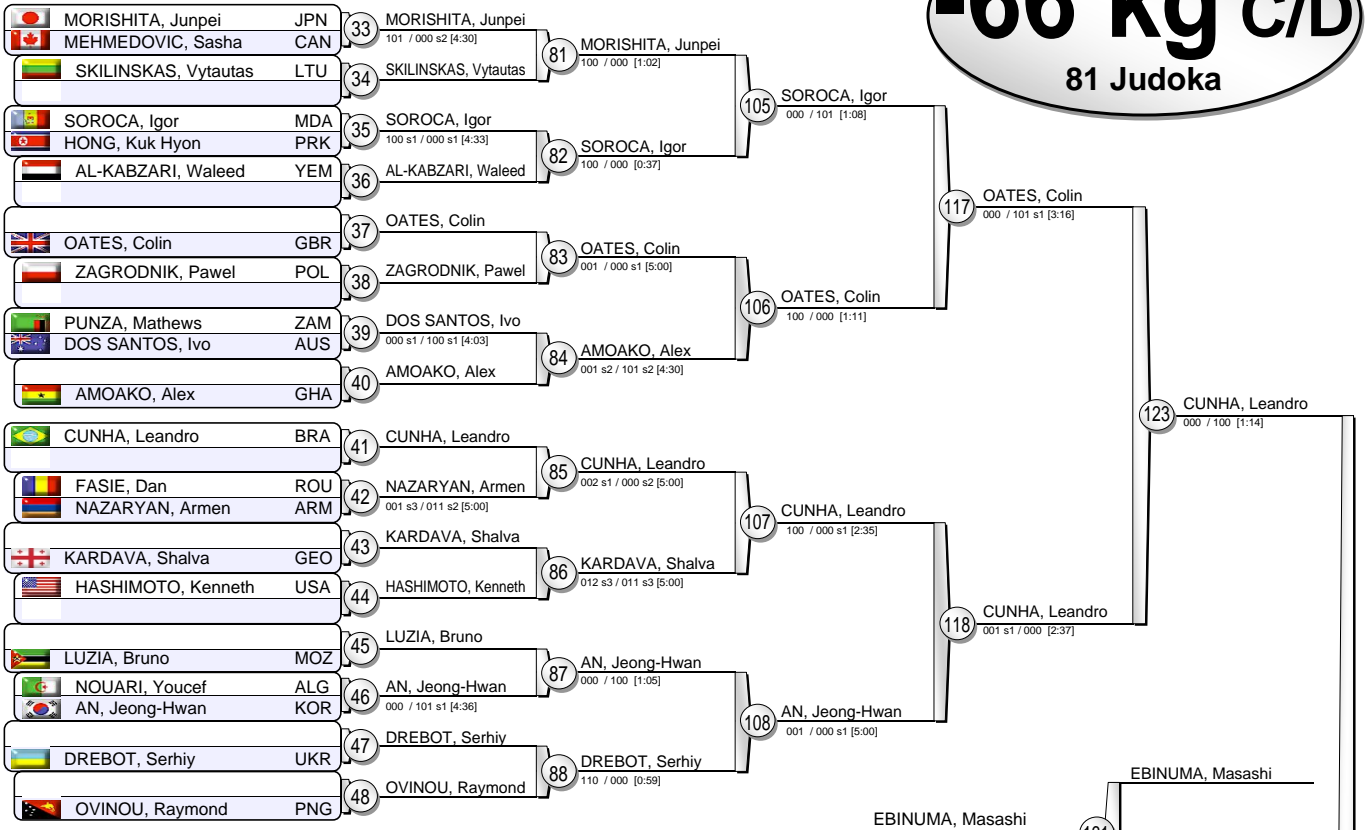 -66 kg C/D
81 Judoka
MORISHITA, Junpei JPN
MEHMEDOVIC, Sasha CAN
33
SKILINSKAS, Vytautas LTU
34
SOROCA, Igor MDA
HONG, Kuk Hyon PRK
35
AL-KABZARI, Waleed YEM
36
OATES, Colin GBR
37
ZAGRODNIK, Pawel POL
38
PUNZA, Mathews ZAM
DOS SANTOS, Ivo AUS
39
AMOAKO, Alex GHA
40
CUNHA, Leandro BRA
41
FASIE, Dan ROU
NAZARYAN, Armen ARM
42
KARDAVA, Shalva GEO
43
HASHIMOTO, Kenneth USA
44
LUZIA, Bruno MOZ
45
NOUARI, Youcef ALG
AN, Jeong-Hwan KOR
46
DREBOT, Serhiy UKR
47
OVINOU, Raymond PNG
48
MORISHITA, Junpei
101 / 000 s2 [4:30]
SKILINSKAS, Vytautas
81
SOROCA, Igor
100 s1 / 000 s1 [4:33]
AL-KABZARI, Waleed
82
OATES, Colin
ZAGRODNIK, Pawel
83
DOS SANTOS, Ivo
000 s1 / 100 s1 [4:03]
AMOAKO, Alex
84
CUNHA, Leandro
NAZARYAN, Armen
001 s3 / 011 s2 [5:00]
85
KARDAVA, Shalva
HASHIMOTO, Kenneth
86
LUZIA, Bruno
AN, Jeong-Hwan
000 / 101 s1 [4:36]
87
DREBOT, Serhiy
OVINOU, Raymond
88
MORISHITA, Junpei
100 / 000 [1:02]
SOROCA, Igor
100 / 000 [0:37]
105
OATES, Colin
001 / 000 s1 [5:00]
AMOAKO, Alex
001 s2 / 101 s2 [4:30]
106
CUNHA, Leandro
002 s1 / 000 s2 [5:00]
KARDAVA, Shalva
012 s3 / 011 s3 [5:00]
107
AN, Jeong-Hwan
000 / 100 [1:05]
DREBOT, Serhiy
110 / 000 [0:59]
108
SOROCA, Igor
000 / 101 [1:08]
OATES, Colin
100 / 000 [1:11]
117
CUNHA, Leandro
100 / 000 s1 [2:35]
AN, Jeong-Hwan
001 / 000 s1 [5:00]
118
OATES, Colin
000 / 101 s1 [3:16]
CUNHA, Leandro
001 s1 / 000 [2:37]
123
CUNHA, Leandro
000 / 100 [1:14]
EBINUMA, Masashi
EBINUMA, Masashi